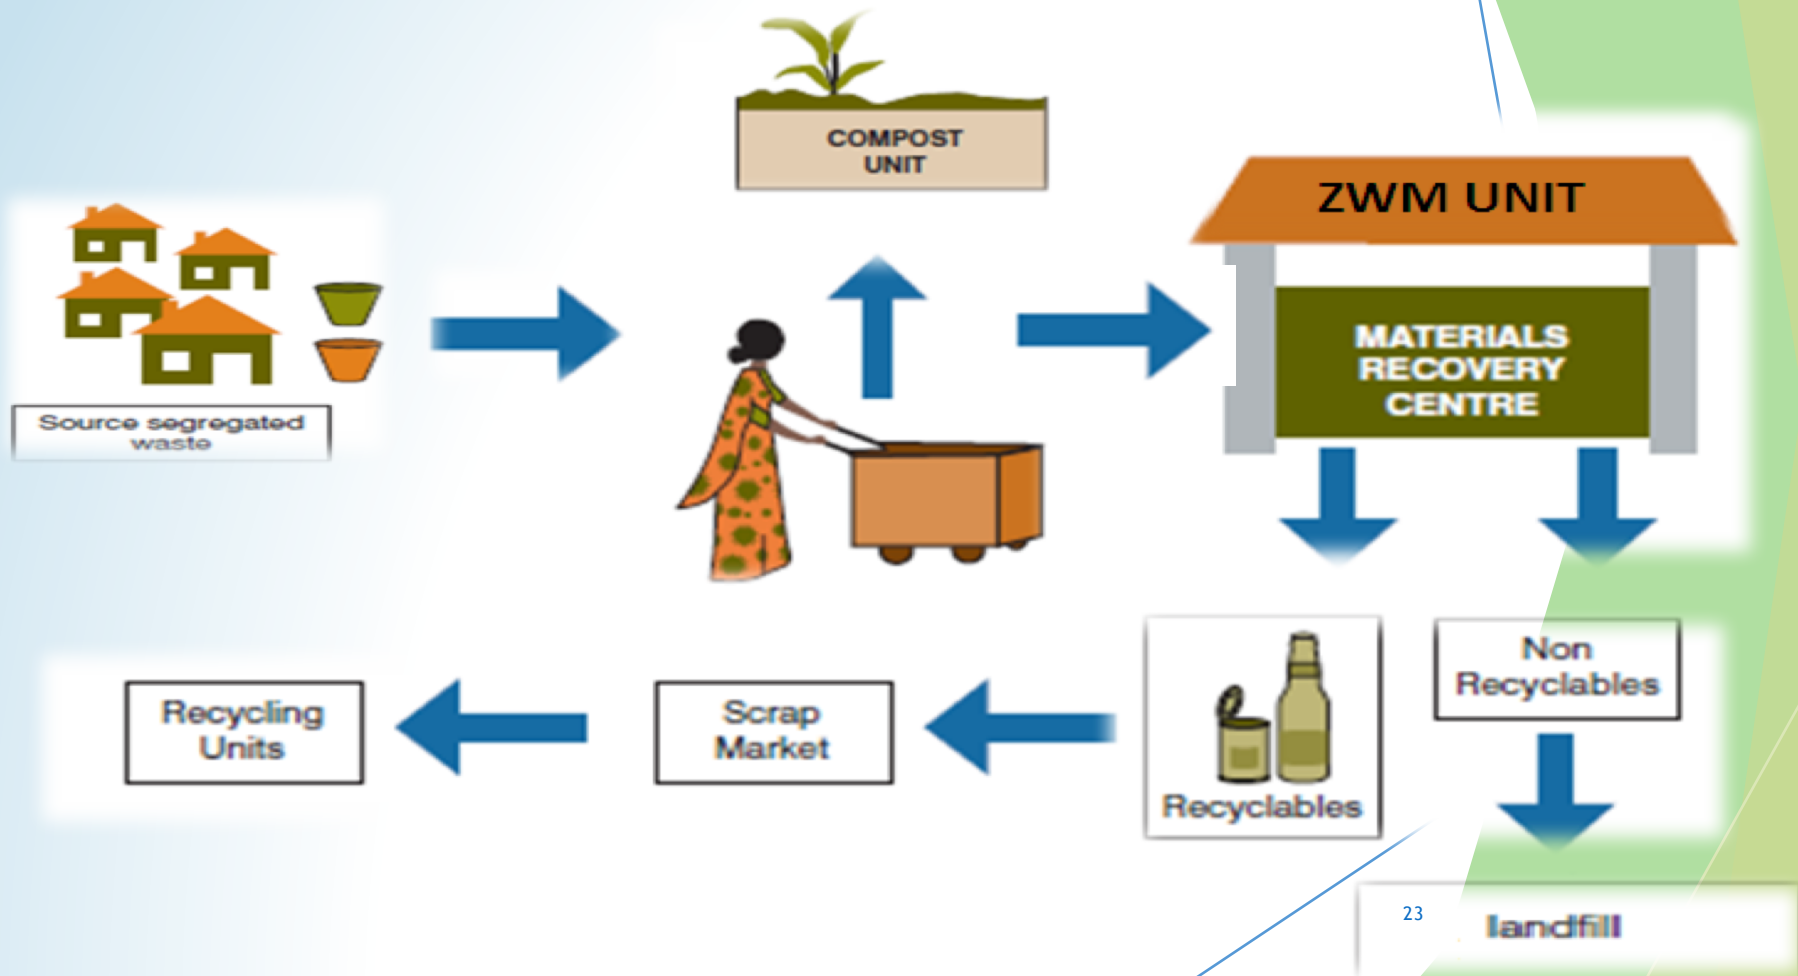 COMPOST
UNIT
ZWM UNIT
MATERIALS
RECOVERY
CENTRE
Source segregated
waste
Recycling
Units
Scrap
Market
Recyclables
Non
Recyclables
23
landfill